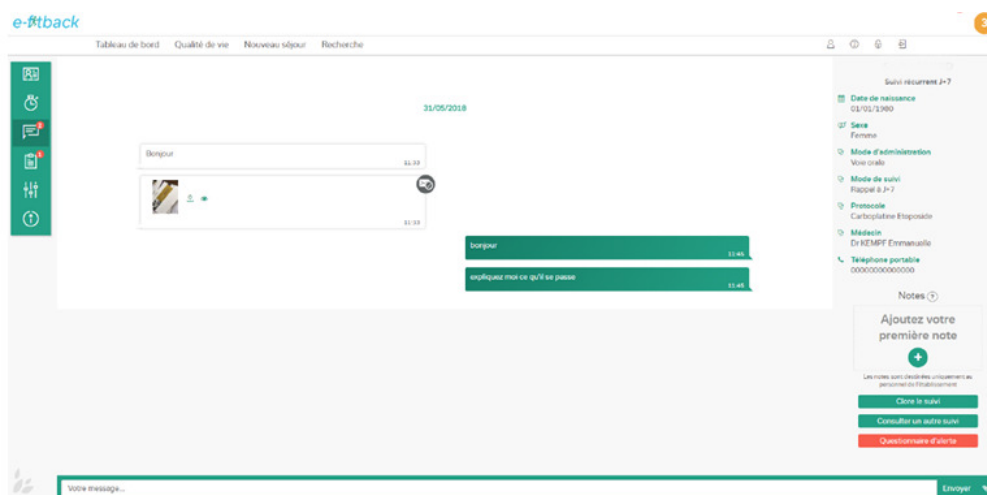 e-fitback
3
Tableau de bord Qualité de vie Nouveau séjour Recherche
31/05/2018
Bonjour
11:33
11:33
bonjour
11:45
expliquez moi ce qu'il se passe
11:45
Suivi récurrent J+7
Date de naissance
01/01/1980
Sexe
Femme
Mode d'administration
Voie orale
Mode de suivi
Rappel à J+7
Protocole
Carboplatine Etoposide
Médecin
Dr KEMPF Emmanuelle
Téléphone portable
Notes ?
Ajoutez votre
première note
Les notes sont destinées uniquement au
personnel de l'établissement
Clore le suivi
Consulter un autre suivi
Questionnaire d'alerte
Votre message...
Envoyer